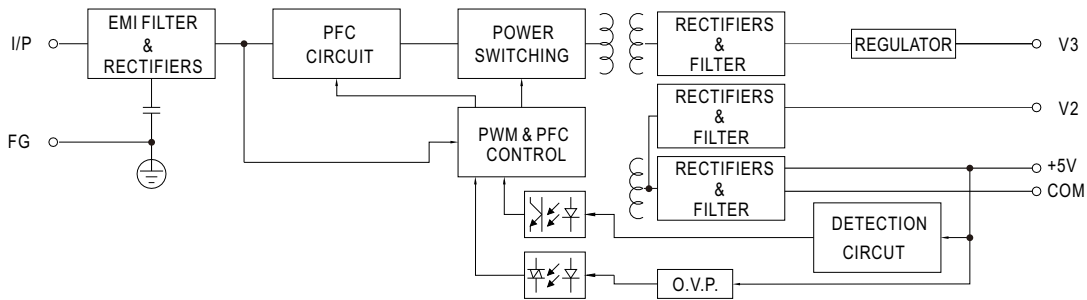 I/P
EMI FILTER
&
RECTIFIERS
PFC
CIRCUIT
POWER
SWITCHING
RECTIFIERS
&
FILTER
REGULATOR
V3
FG
PWM & PFC
CONTROL
RECTIFIERS
&
FILTER
V2
RECTIFIERS
&
FILTER
+5V
COM
DETECTION
CIRCUT
O.V.P.